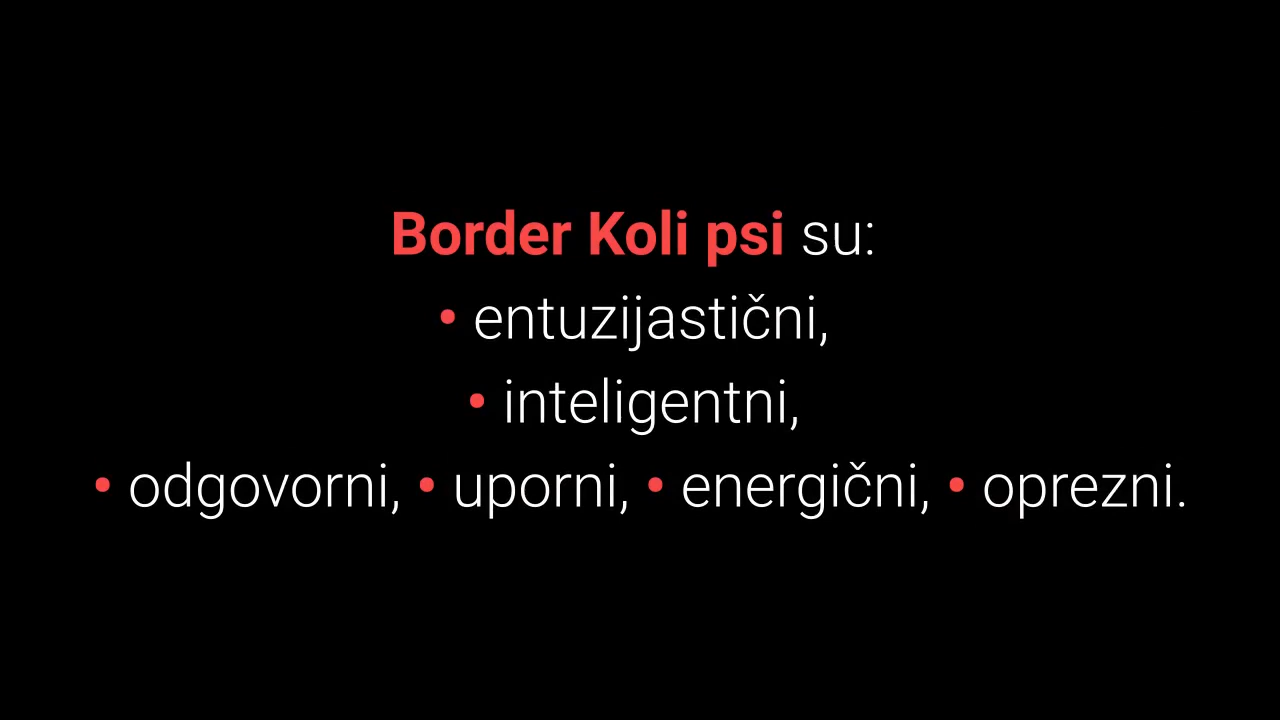 Border Koli psi su:
• entuzijastični,
• inteligentni,
• odgovorni, • uporni, • energični, • oprezni.